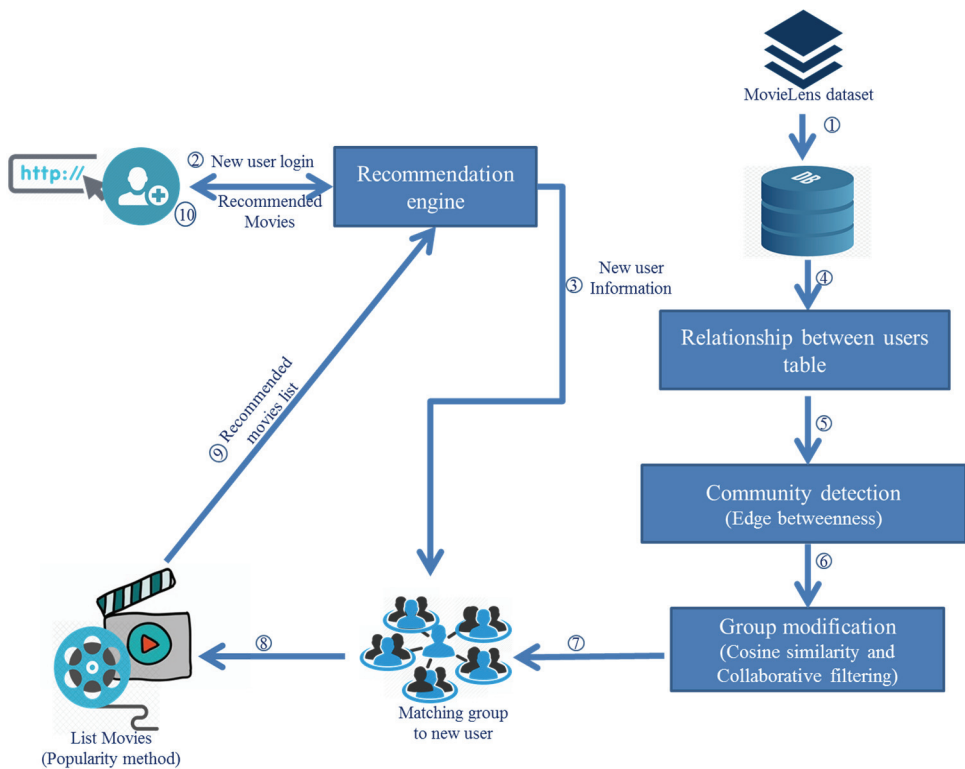 MovieLens dataset
①
DB
http://
② New user login
Recommended
Movies
⑩
Recommendation
engine
③ New user
Information
④
Relationship between users
table
⑤
Community detection
(Edge betweenness)
⑥
Group modification
(Cosine similarity and
Collaborative filtering)
⑦
Matching group
to new user
⑧
List Movies
(Popularity method)
⑨ Recommended
movies list